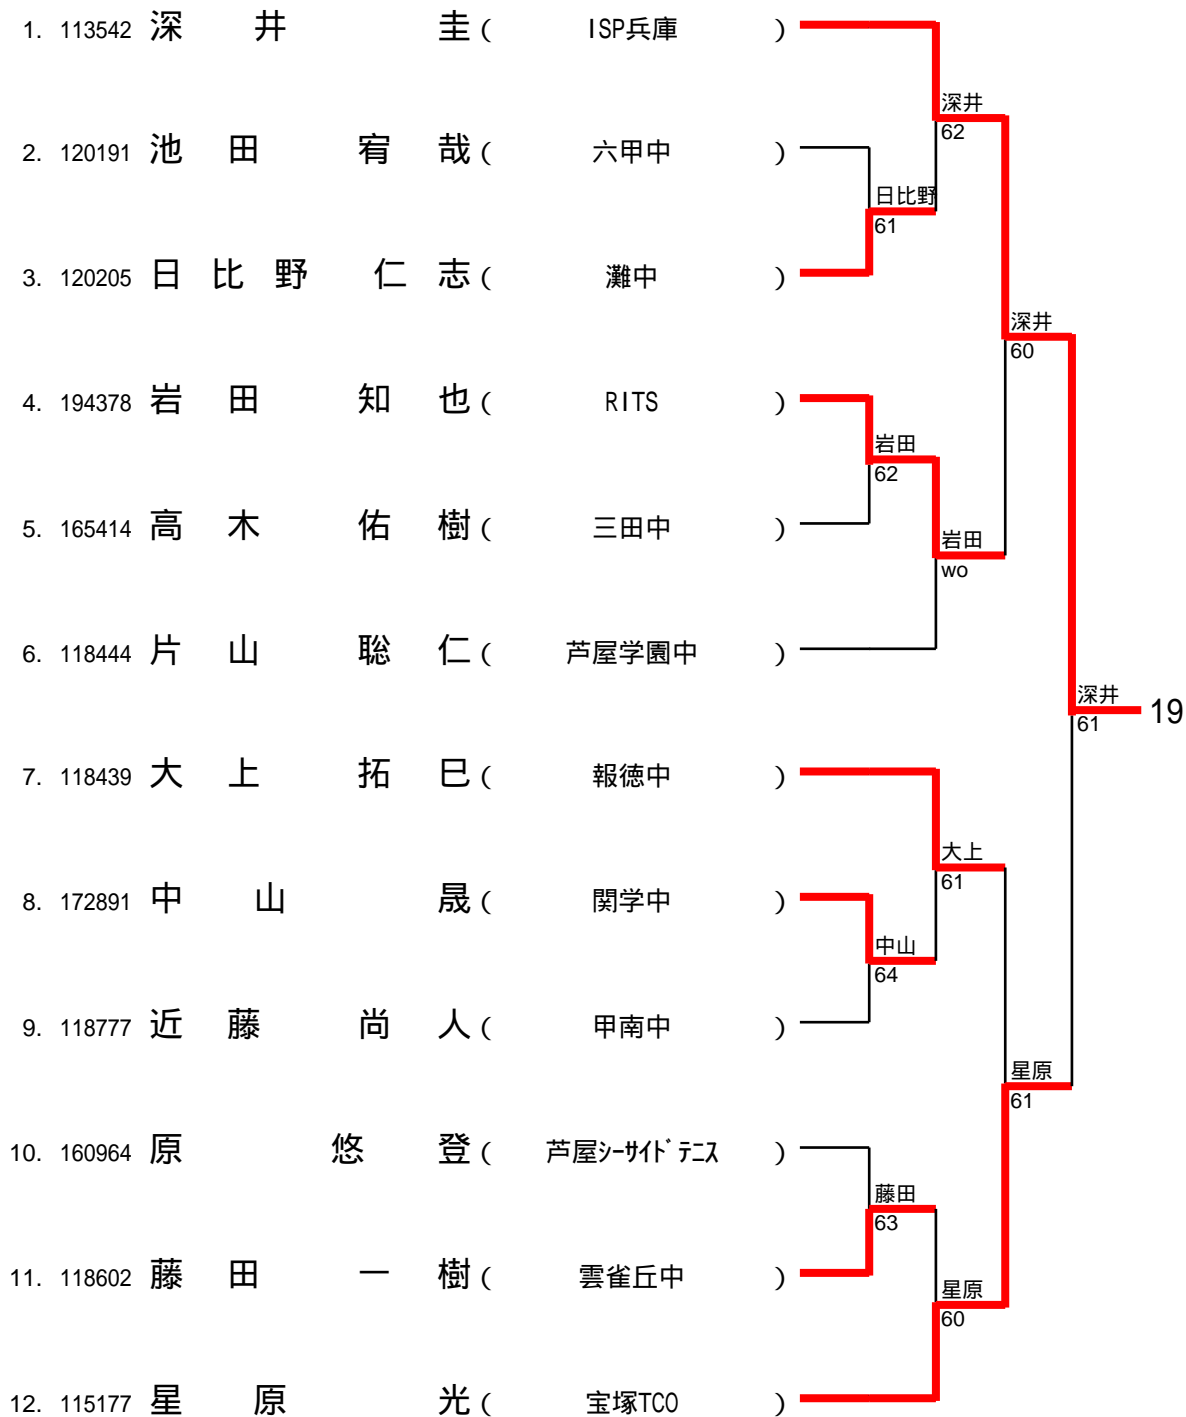 1. 113542 深井 圭 ( ISP兵庫 )
深井
62
2. 120191 池田 宥哉 ( 六甲中 )
日比野
61
3. 120205 日比野 仁志 ( 灘中 )
深井
60
4. 194378 岩田 知也 ( RITS )
岩田
62
5. 165414 高木 佑樹 ( 三田中 )
岩田
wo
6. 118444 片山 聡仁 ( 芦屋学園中 )
深井
61
19
7. 118439 大上 拓巳 ( 報徳中 )
大上
61
8. 172891 中山 晟 ( 関学中 )
中山
64
9. 118777 近藤 尚人 ( 甲南中 )
星原
61
10. 160964 原 悠登 ( 芦屋ｼｰｻｲﾄﾞﾃﾆｽ )
藤田
63
11. 118602 藤田 一樹 ( 雲雀丘中 )
星原
60
12. 115177 星原 光 ( 宝塚TCO )